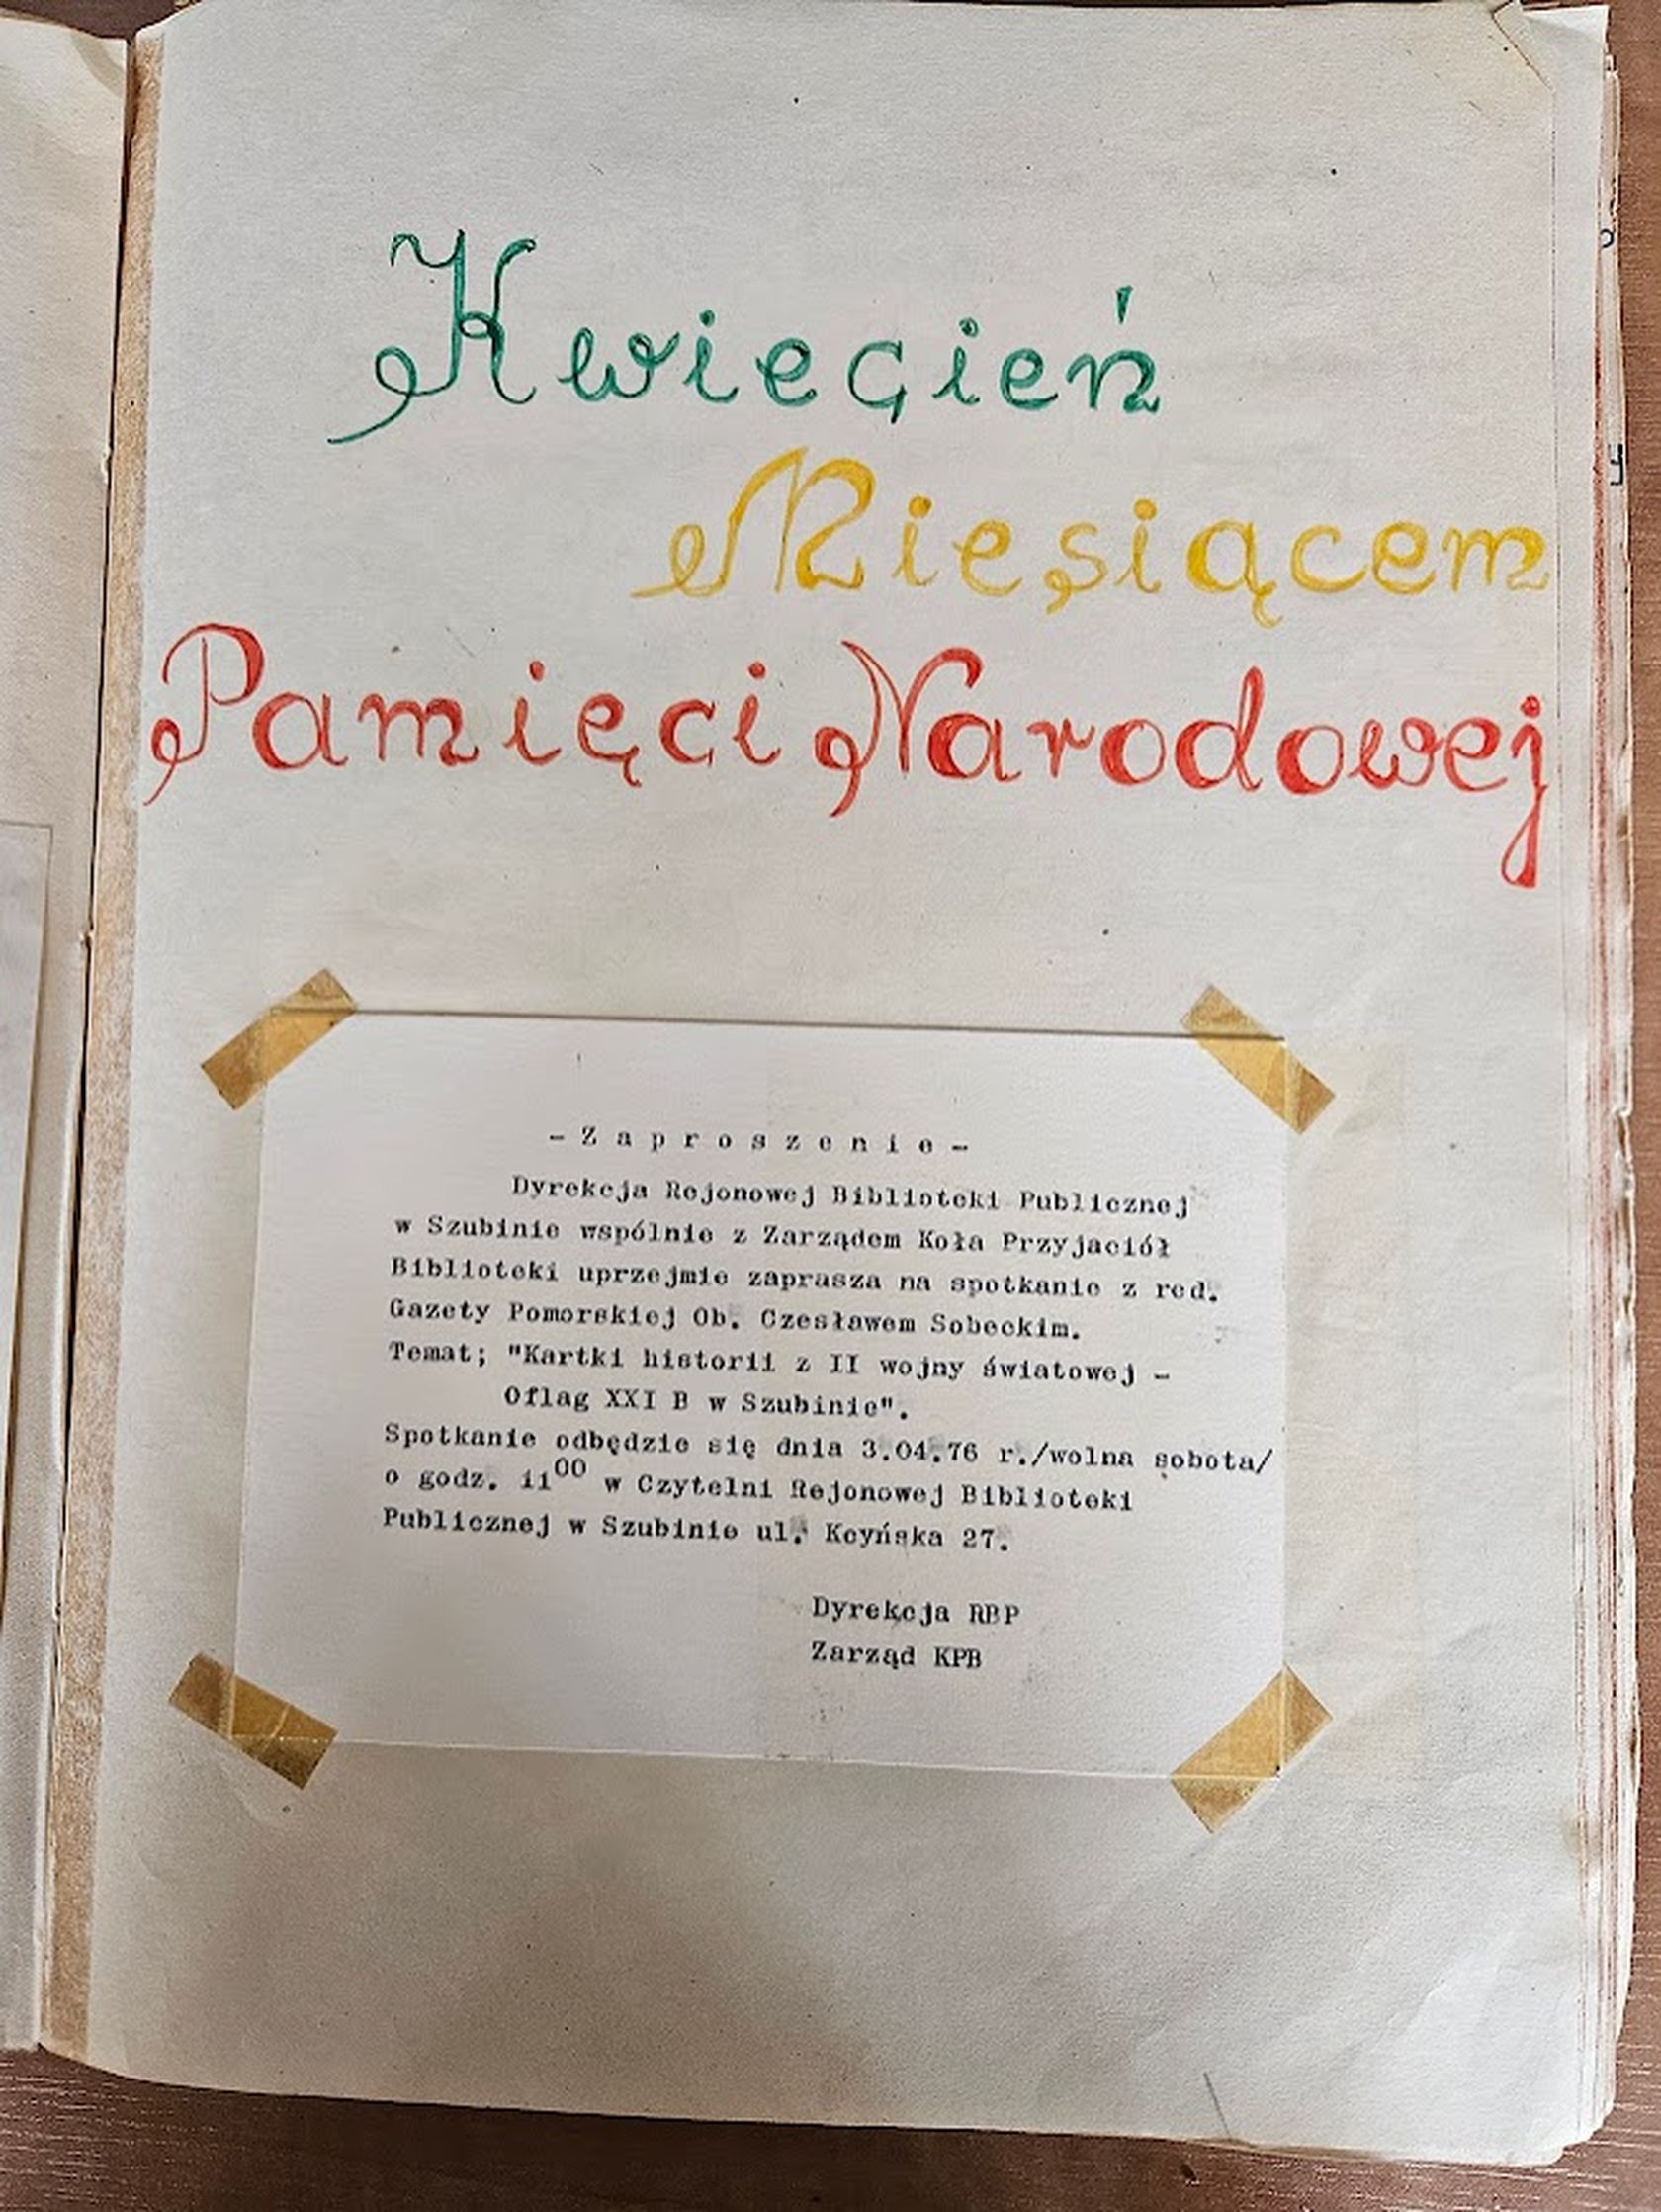 Kwiecień
Miesiącem
Pamięci Narodowej
- Z a p r o s z e n i e -
Dyrekcja Rejonowej Biblioteki Publicznej
w Szubinie wspólnie z Zarządem Koła Przyjaciół
Biblioteki uprzejmie zaprasza na spotkanie z red.
Gazety Pomorskiej Ob. Czesławem Sobeckim.
Temat; "Kartki historii z II wojny światowej -
Oflag XXI B w Szubinie".
Spotkanie odbędzie się dnia 3.04.76 r./wolna sobota/
o godz. 11⁰⁰ w Czytelni Rejonowej Biblioteki
Publicznej w Szubinie ul. Kcyńska 27.
Dyrekcja RBP
Zarząd KPB